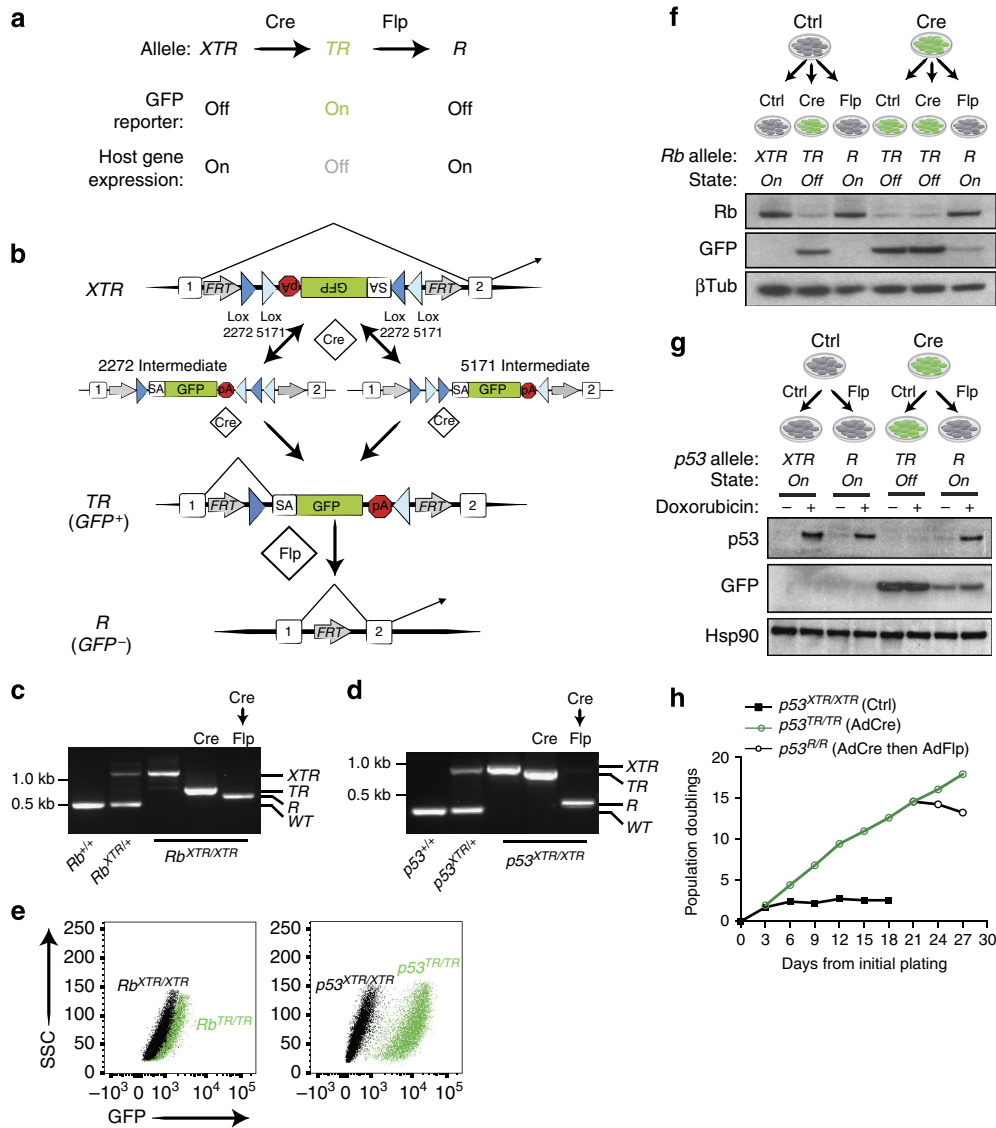 a
Cre Flp
Allele: XTR TR R
GFP reporter: Off On Off
Host gene expression: On Off On
b
XTR
1 FRT pA GFP SA FRT 2
Lox 2272 Lox 5171 Lox 2272 Lox 5171
Cre
2272 Intermediate
5171 Intermediate
1 SA GFP pA 2
1 SA GFP pA 2
Cre Cre
TR (GFP+)
1 FRT SA GFP pA FRT 2
Flp
R (GFP−)
1 FRT 2
c
Cre
Cre Flp
1.0 kb
0.5 kb
XTR
TR
R
WT
Rb+/+ RbXTR/+ RbXTR/XTR
d
Cre
Cre Flp
1.0 kb
0.5 kb
XTR
TR
R
WT
p53+/+ p53XTR/+ p53XTR/XTR
e
SSC
250
200
150
100
50
0
RbXTR/XTR
RbTR/TR
−10³ 0 10³ 10⁴ 10⁵
250
200
150
100
50
0
p53XTR/XTR
p53TR/TR
−10³ 0 10³ 10⁴ 10⁵
GFP
f
Ctrl Cre
Ctrl Cre Flp Ctrl Cre Flp
Rb allele: XTR TR R TR TR R
State: On Off On Off Off On
Rb
GFP
βTub
g
Ctrl Cre
Ctrl Flp Ctrl Flp
p53 allele: XTR R TR R
State: On On Off On
Doxorubicin: − + − + − + − +
p53
GFP
Hsp90
h
p53XTR/XTR (Ctrl)
p53TR/TR (AdCre)
p53R/R (AdCre then AdFlp)
Population doublings
20
15
10
5
0
0 3 6 9 12 15 18 21 24 27 30
Days from initial plating